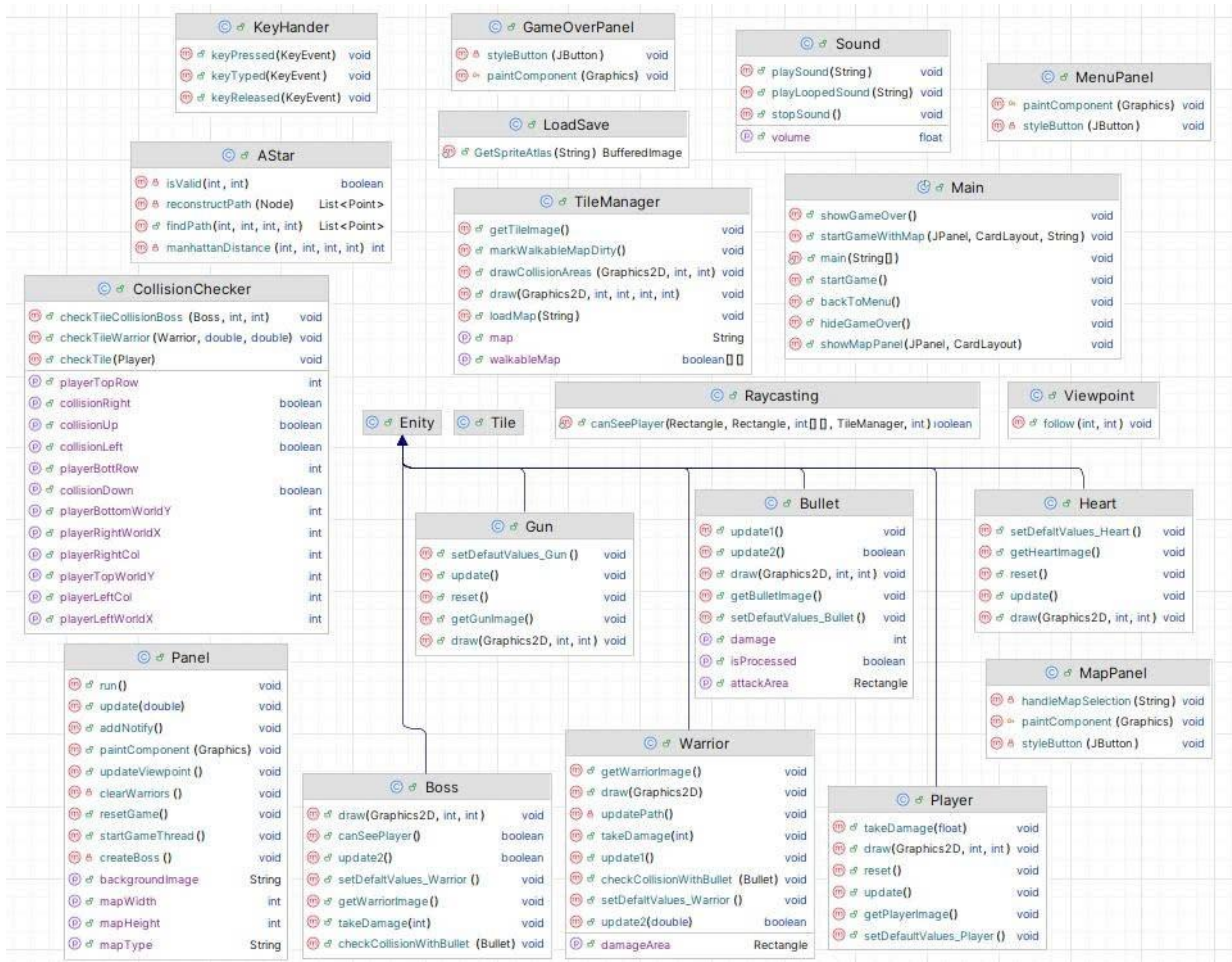 KeyHander
keyPressed(KeyEvent) void
keyTyped(KeyEvent) void
keyReleased(KeyEvent) void
GameOverPanel
styleButton (JButton) void
paintComponent (Graphics) void
Sound
playSound(String) void
playLoopedSound(String) void
stopSound() void
volume float
MenuPanel
paintComponent (Graphics) void
styleButton (JButton) void
LoadSave
GetSpriteAtlas(String) BufferedImage
AStar
isValid(int, int) boolean
reconstructPath (Node) List<Point>
findPath(int, int, int, int) List<Point>
manhattanDistance (int, int, int, int) int
TileManager
getTileImage() void
markWalkableMapDirty() void
drawCollisionAreas (Graphics2D, int, int) void
draw(Graphics2D, int, int, int, int) void
loadMap(String) void
map String
walkableMap boolean[][]
Main
showGameOver() void
startGameWithMap(JPanel, CardLayout, String) void
main(String[]) void
startGame() void
backToMenu() void
hideGameOver() void
showMapPanel(JPanel, CardLayout) void
CollisionChecker
checkTileCollisionBoss (Boss, int, int) void
checkTileWarrior(Warrior, double, double) void
checkTile(Player) void
playerTopRow int
collisionRight boolean
collisionUp boolean
collisionLeft boolean
playerBottRow int
collisionDown boolean
playerBottomWorldY int
playerRightWorldX int
playerRightCol int
playerTopWorldY int
playerLeftCol int
playerLeftWorldX int
Enity
Tile
Raycasting
canSeePlayer(Rectangle, Rectangle, int[][], TileManager, int) boolean
Viewpoint
follow(int, int) void
Gun
setDefautValues_Gun() void
update() void
reset() void
getGunImage() void
draw(Graphics2D, int, int) void
Bullet
update1() void
update2() boolean
draw(Graphics2D, int, int) void
getBulletImage() void
setDefautValues_Bullet() void
damage int
isProcessed boolean
attackArea Rectangle
Heart
setDefaltValues_Heart() void
getHeartImage() void
reset() void
update() void
draw(Graphics2D, int, int) void
Panel
run() void
update(double) void
addNotify() void
paintComponent (Graphics) void
updateViewpoint() void
clearWarriors () void
resetGame() void
startGameThread() void
createBoss () void
backgroundImage String
mapWidth int
mapHeight int
mapType String
MapPanel
handleMapSelection (String) void
paintComponent (Graphics) void
styleButton (JButton) void
Boss
draw(Graphics2D, int, int) void
canSeePlayer() boolean
update2() boolean
setDefaltValues_Warrior () void
getWarriorImage() void
takeDamage(int) void
checkCollisionWithBullet (Bullet) void
Warrior
getWarriorImage() void
draw(Graphics2D) void
updatePath() void
takeDamage(int) void
update1() void
checkCollisionWithBullet (Bullet) void
setDefaltValues_Warrior () void
update2(double) boolean
damageArea Rectangle
Player
takeDamage(float) void
draw(Graphics2D, int, int) void
reset() void
update() void
getPlayerImage() void
setDefaultValues_Player() void